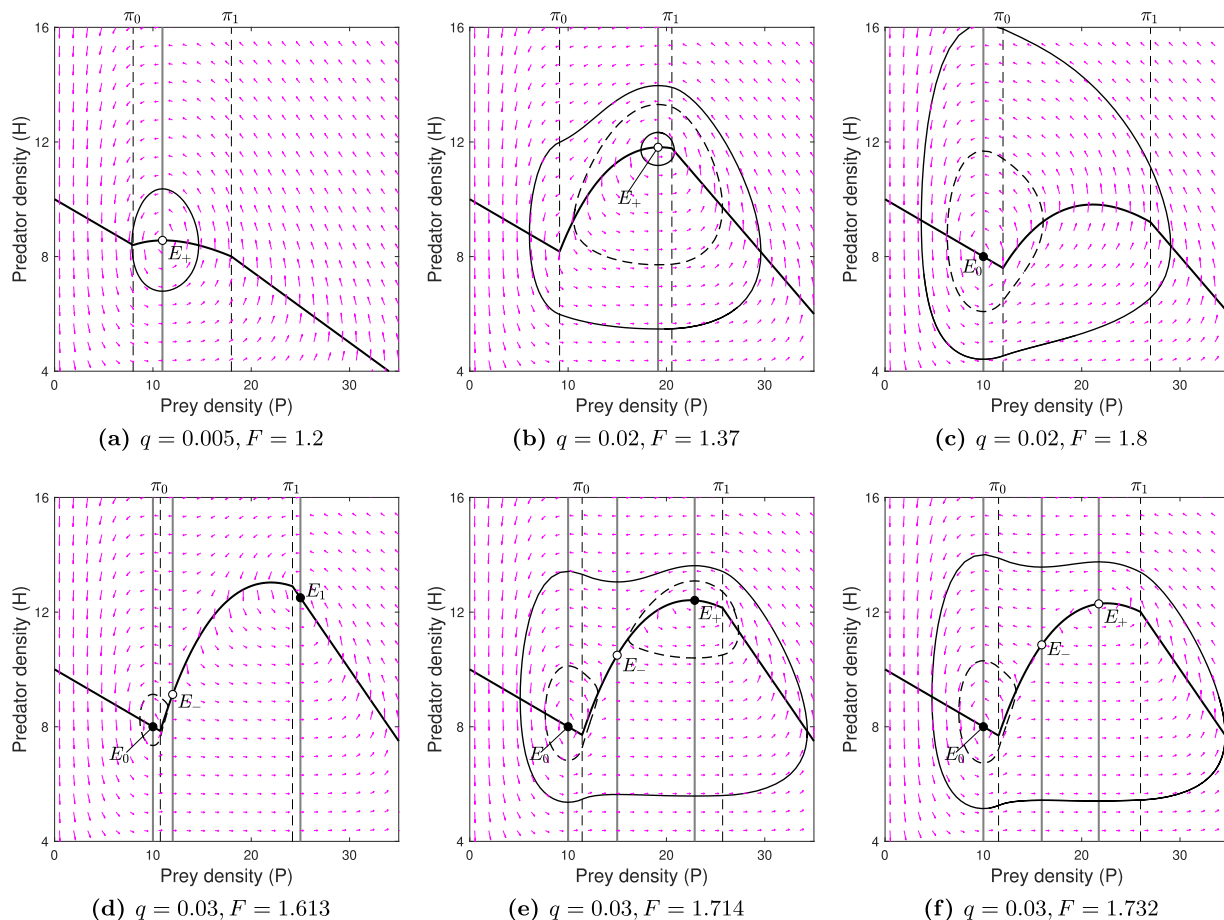 π0 π1
16
12
8
4
Predator density (H)
E+
0 10 20 30
Prey density (P)
(a) q = 0.005, F = 1.2
π0 π1
16
12
8
4
Predator density (H)
E+
0 10 20 30
Prey density (P)
(b) q = 0.02, F = 1.37
π0 π1
16
12
8
4
Predator density (H)
E0
0 10 20 30
Prey density (P)
(c) q = 0.02, F = 1.8
π0 π1
16
12
8
4
Predator density (H)
E1
E−
E0
0 10 20 30
Prey density (P)
(d) q = 0.03, F = 1.613
π0 π1
16
12
8
4
Predator density (H)
E+
E−
E0
0 10 20 30
Prey density (P)
(e) q = 0.03, F = 1.714
π0 π1
16
12
8
4
Predator density (H)
E+
E−
E0
0 10 20 30
Prey density (P)
(f) q = 0.03, F = 1.732